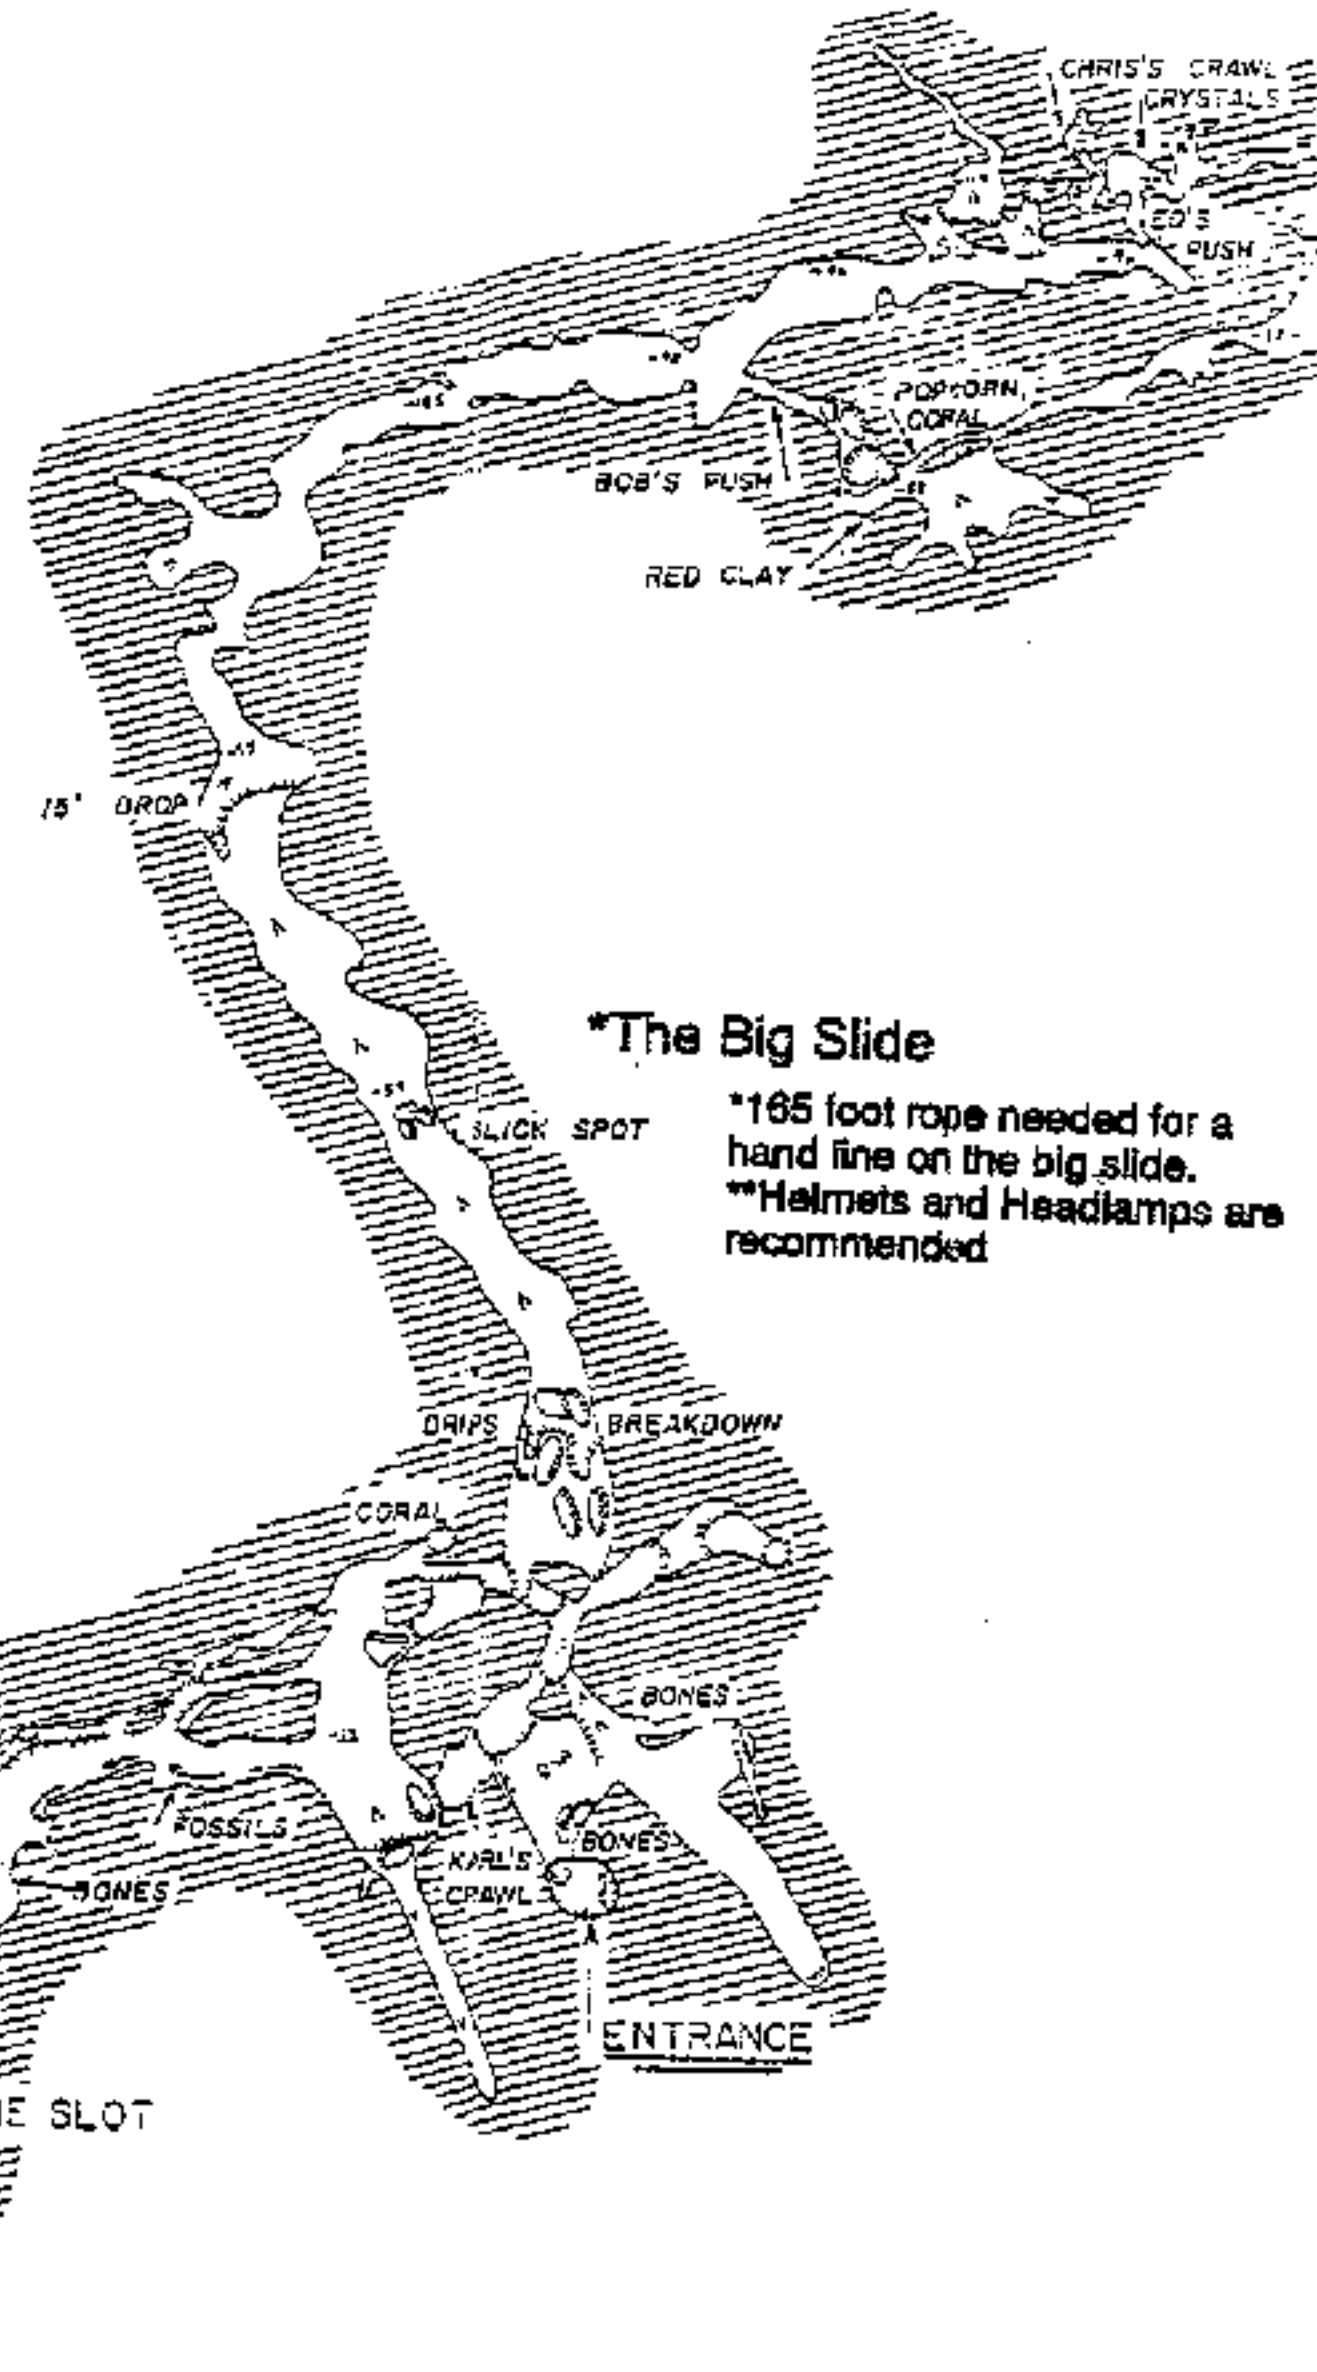 CHRIS'S CRAWL
CRYSTALS
ED'S
PUSH
POPCORN
CORAL
BOB'S PUSH
RED CLAY
15' DROP
*The Big Slide
*165 foot rope needed for a
hand line on the big slide.
**Helmets and Headlamps are
recommended
SLICK SPOT
DRIPS
BREAKDOWN
CORAL
BONES
FOSSILS
BONES
KARL'S
CRAWL
BONES
ENTRANCE
E SLOT